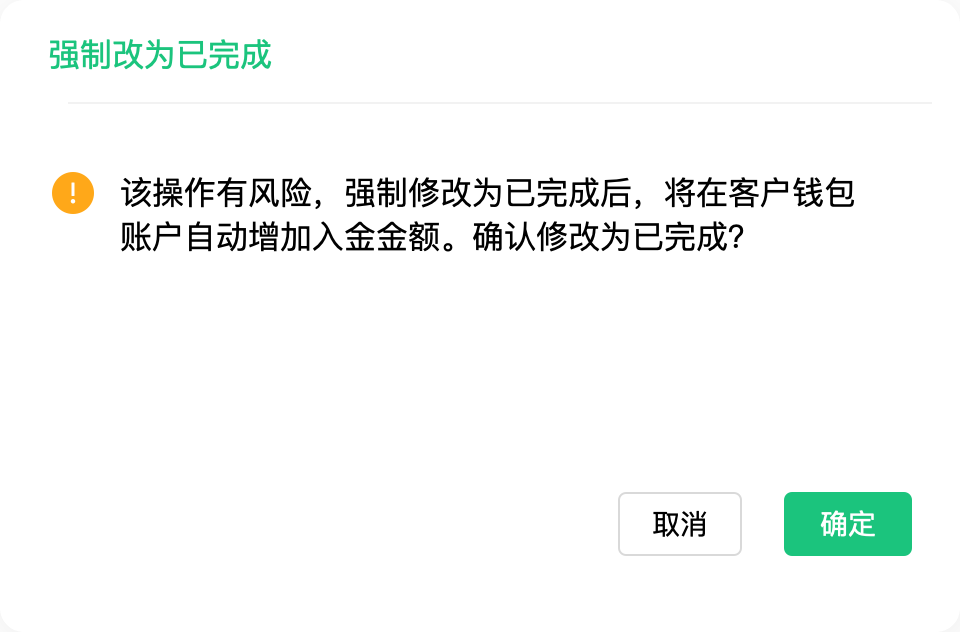 强制改为已完成
该操作有风险，强制修改为已完成后，将在客户钱包
账户自动增加入金金额。确认修改为已完成？
取消
确定